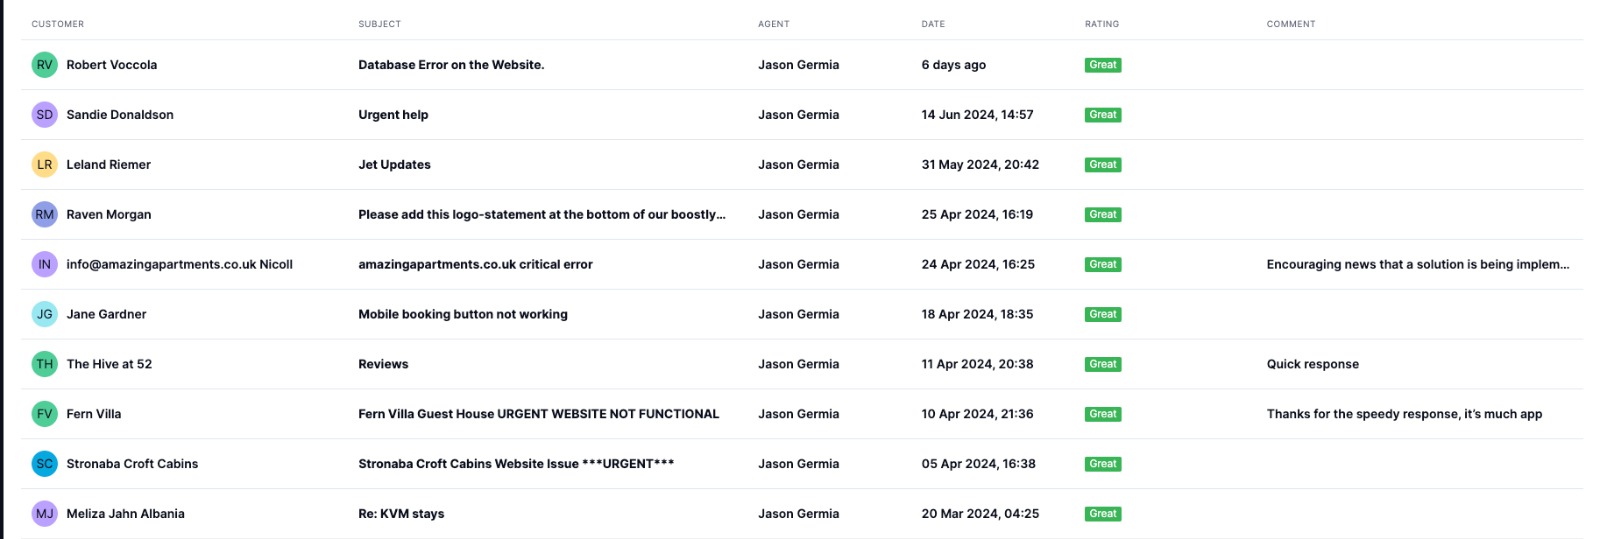 CUSTOMER SUBJECT AGENT DATE RATING COMMENT
RV Robert Voccola Database Error on the Website. Jason Germia 6 days ago Great
SD Sandie Donaldson Urgent help Jason Germia 14 Jun 2024, 14:57 Great
LR Leland Riemer Jet Updates Jason Germia 31 May 2024, 20:42 Great
RM Raven Morgan Please add this logo-statement at the bottom of our boostly... Jason Germia 25 Apr 2024, 16:19 Great
IN info@amazingapartments.co.uk Nicoll amazingapartments.co.uk critical error Jason Germia 24 Apr 2024, 16:25 Great Encouraging news that a solution is being implem...
JG Jane Gardner Mobile booking button not working Jason Germia 18 Apr 2024, 18:35 Great
TH The Hive at 52 Reviews Jason Germia 11 Apr 2024, 20:38 Great Quick response
FV Fern Villa Fern Villa Guest House URGENT WEBSITE NOT FUNCTIONAL Jason Germia 10 Apr 2024, 21:36 Great Thanks for the speedy response, it's much app
SC Stronaba Croft Cabins Stronaba Croft Cabins Website Issue ***URGENT*** Jason Germia 05 Apr 2024, 16:38 Great
MJ Meliza Jahn Albania Re: KVM stays Jason Germia 20 Mar 2024, 04:25 Great